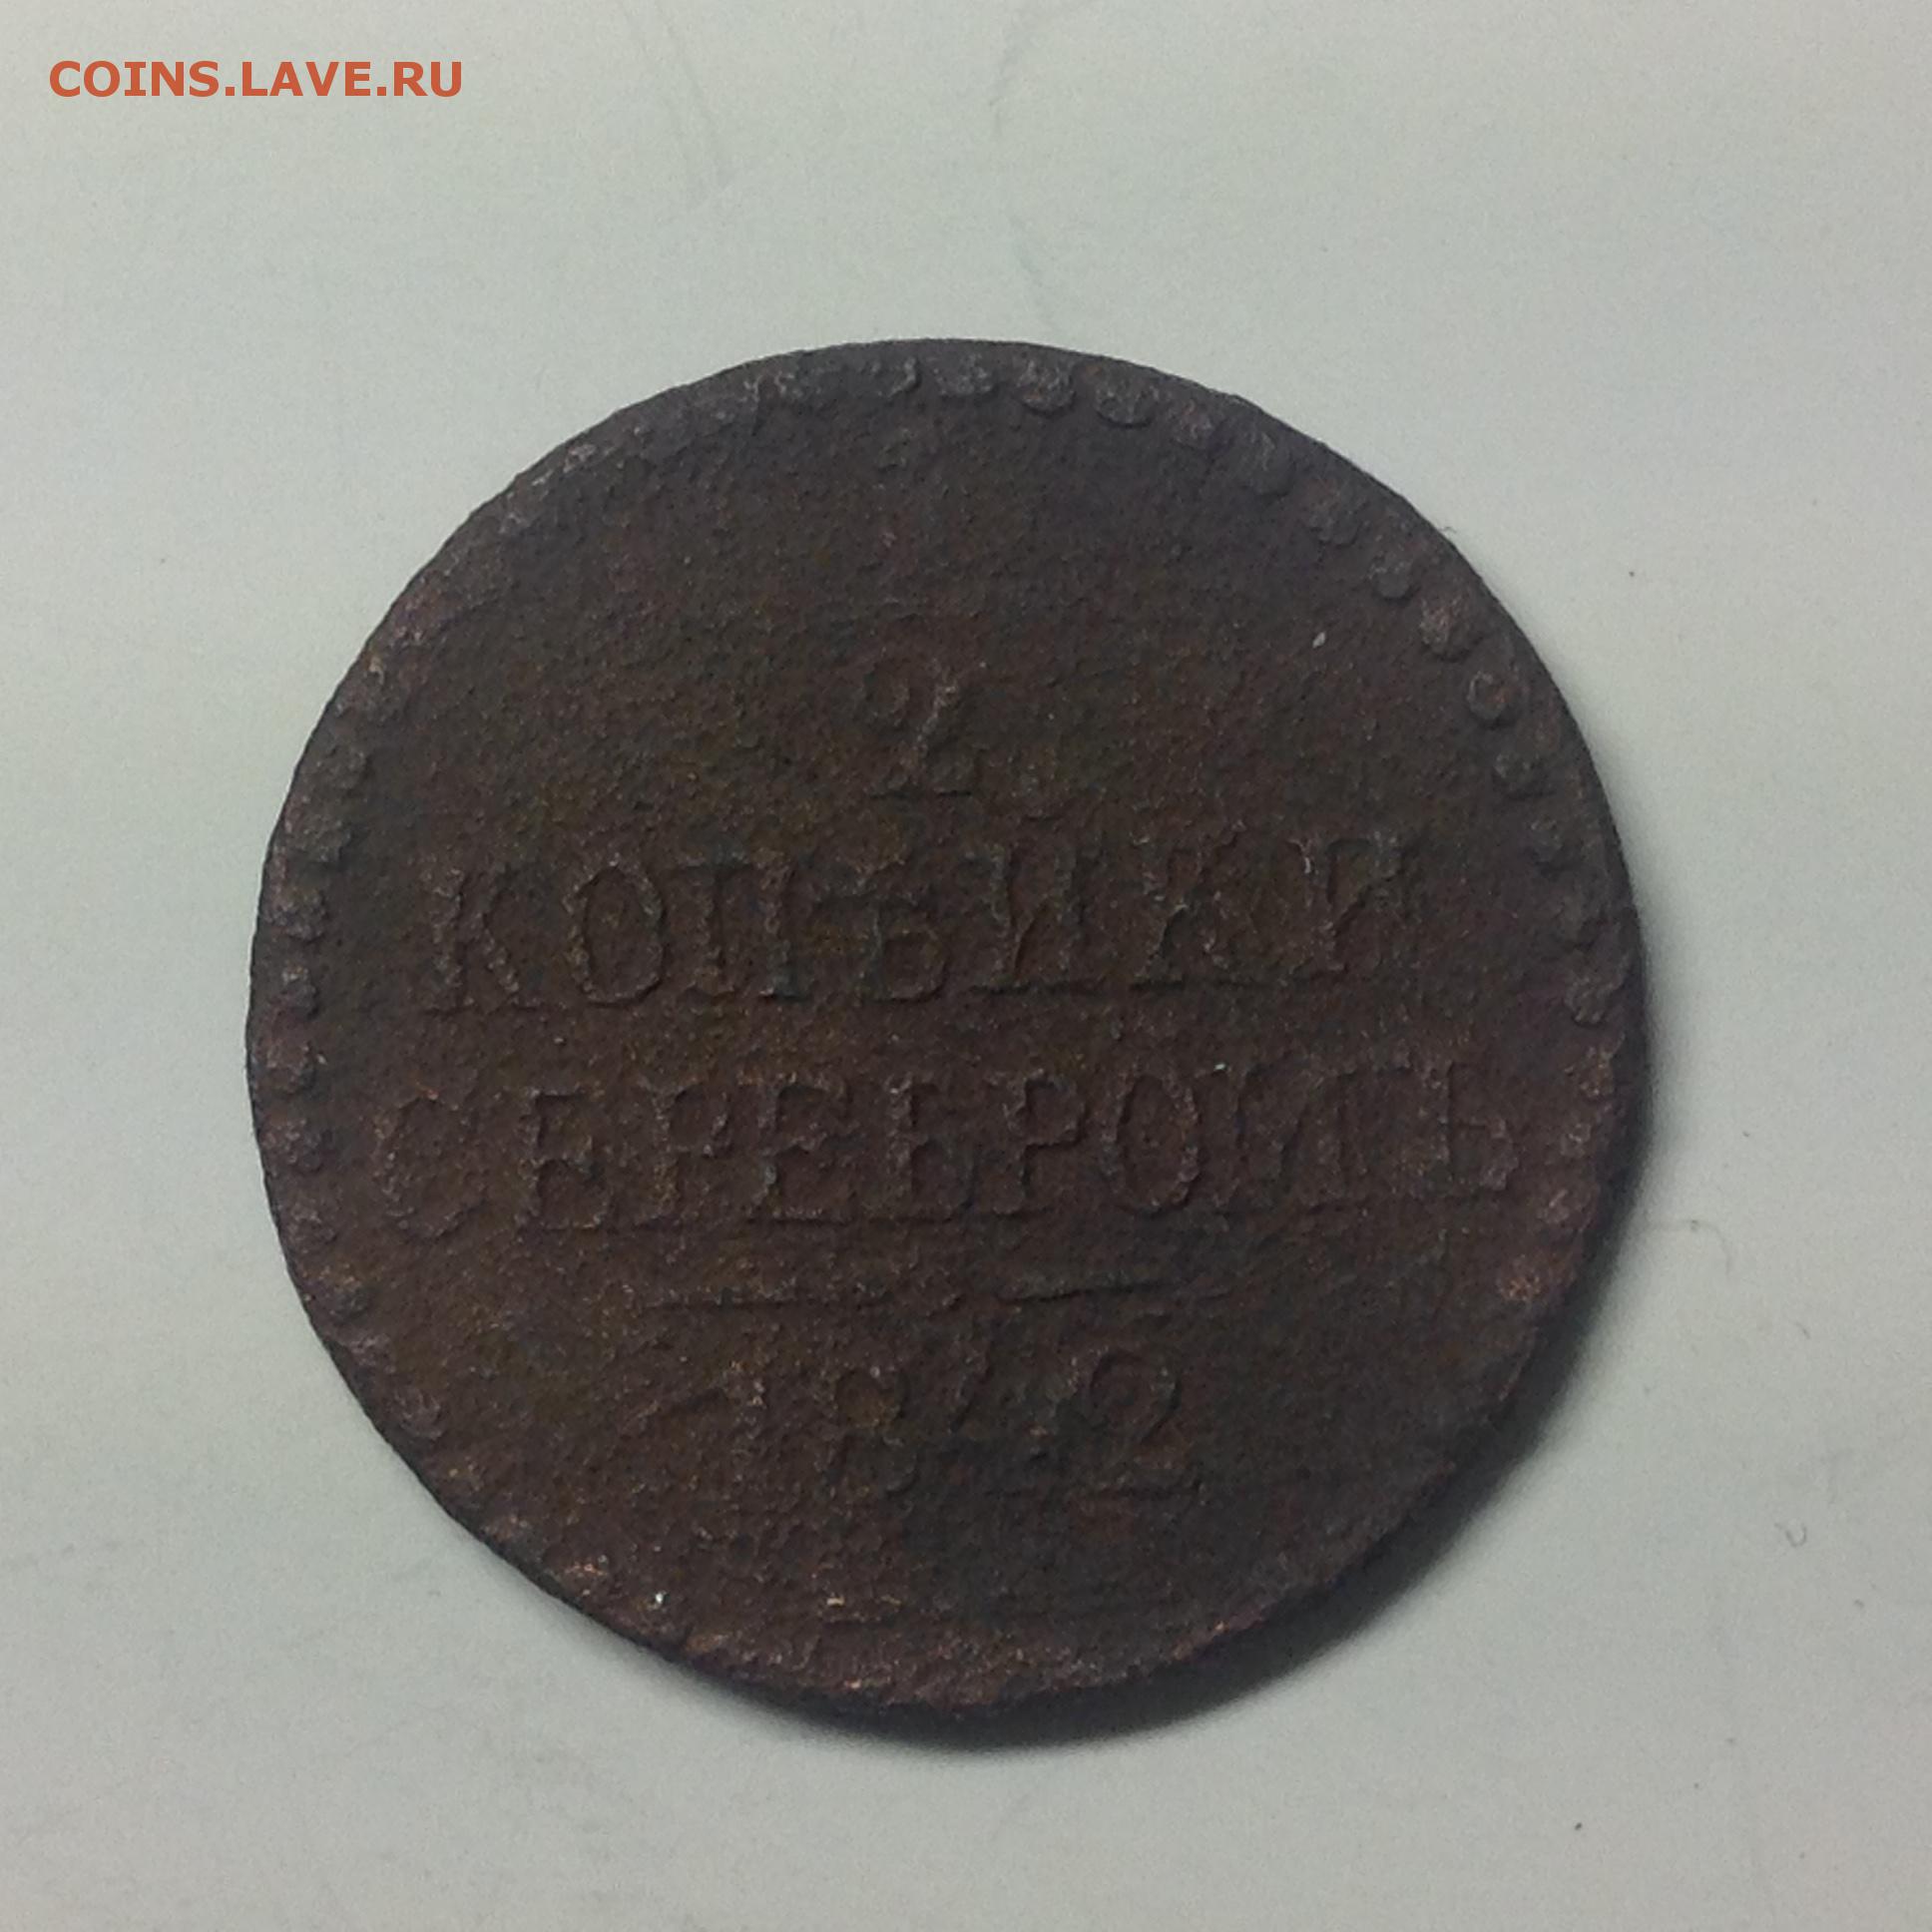 COINS.LAVE.RU
2
КОПѢЙКИ
СЕРЕБРОМЪ
1842